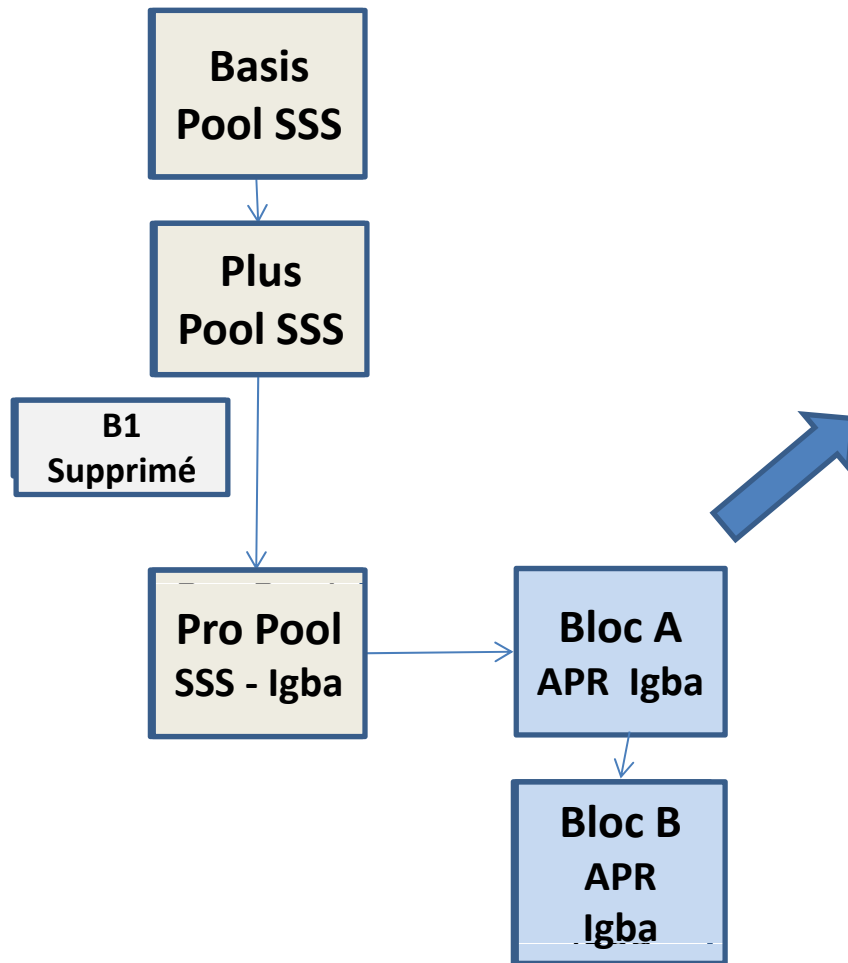 Basis
Pool SSS
Plus
Pool SSS
B1
Supprimé
Pro Pool
SSS - Igba
Bloc A
APR Igba
Bloc B
APR
Igba